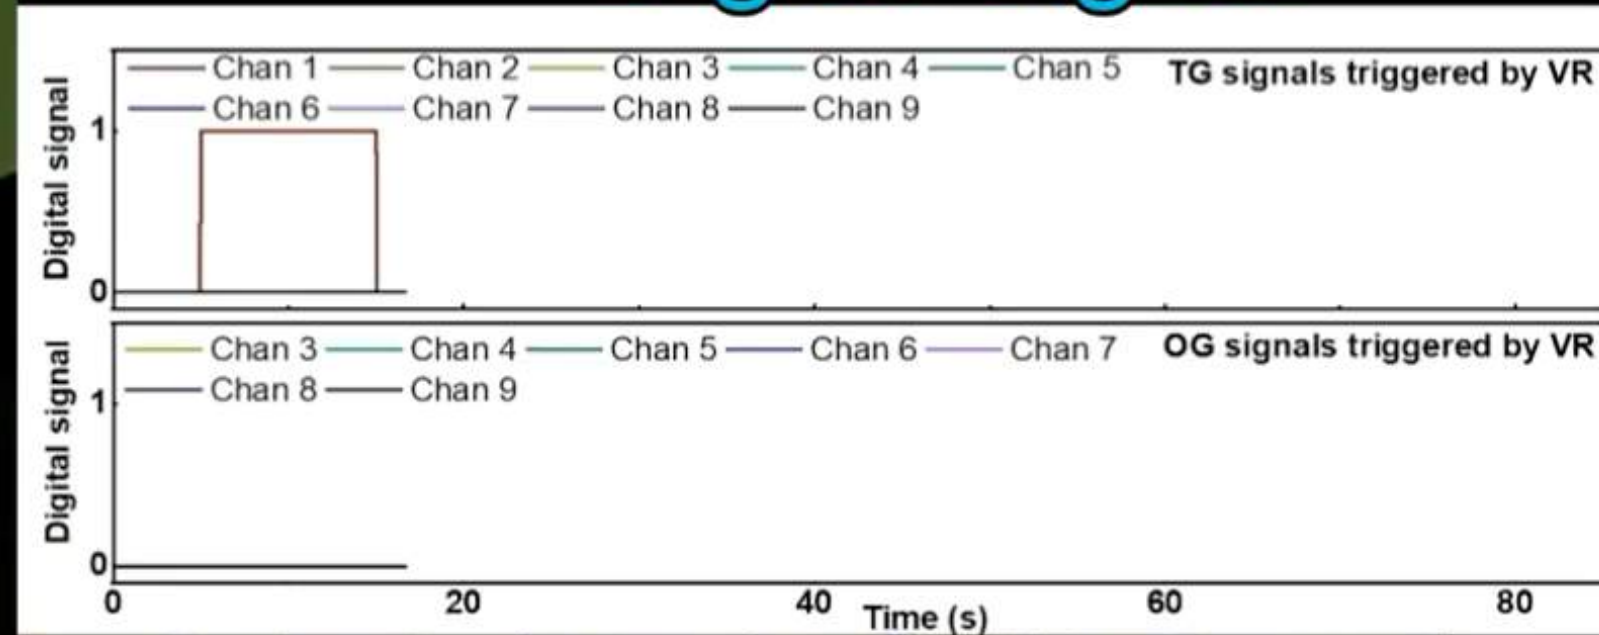 Chan 1 Chan 2 Chan 3 Chan 4 Chan 5 TG signals triggered by VR
Chan 6 Chan 7 Chan 8 Chan 9
Digital signal
1
0
Chan 3 Chan 4 Chan 5 Chan 6 Chan 7 OG signals triggered by VR
Chan 8 Chan 9
Digital signal
1
0
0 20 40 60 80
Time (s)